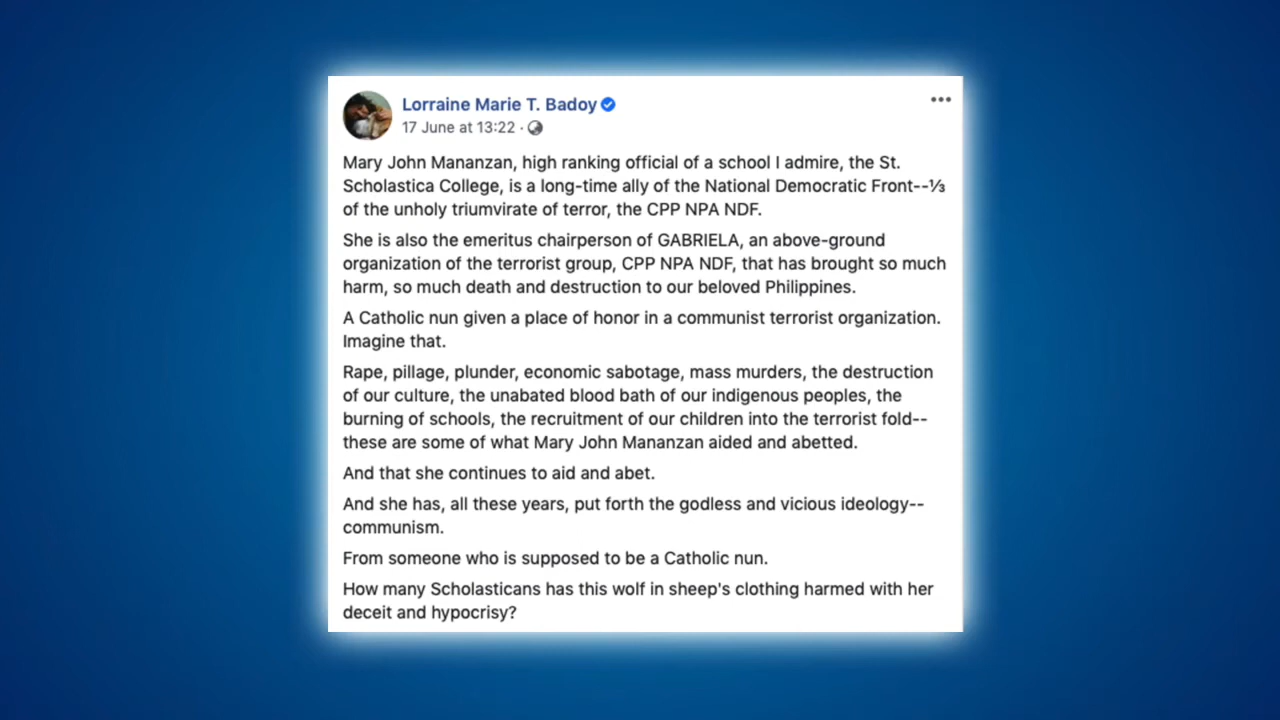 Lorraine Marie T. Badoy
17 June at 13:22 ·
Mary John Mananzan, high ranking official of a school I admire, the St.
Scholastica College, is a long-time ally of the National Democratic Front--⅓
of the unholy triumvirate of terror, the CPP NPA NDF.
She is also the emeritus chairperson of GABRIELA, an above-ground
organization of the terrorist group, CPP NPA NDF, that has brought so much
harm, so much death and destruction to our beloved Philippines.
A Catholic nun given a place of honor in a communist terrorist organization.
Imagine that.
Rape, pillage, plunder, economic sabotage, mass murders, the destruction
of our culture, the unabated blood bath of our indigenous peoples, the
burning of schools, the recruitment of our children into the terrorist fold--
these are some of what Mary John Mananzan aided and abetted.
And that she continues to aid and abet.
And she has, all these years, put forth the godless and vicious ideology--
communism.
From someone who is supposed to be a Catholic nun.
How many Scholasticans has this wolf in sheep's clothing harmed with her
deceit and hypocrisy?